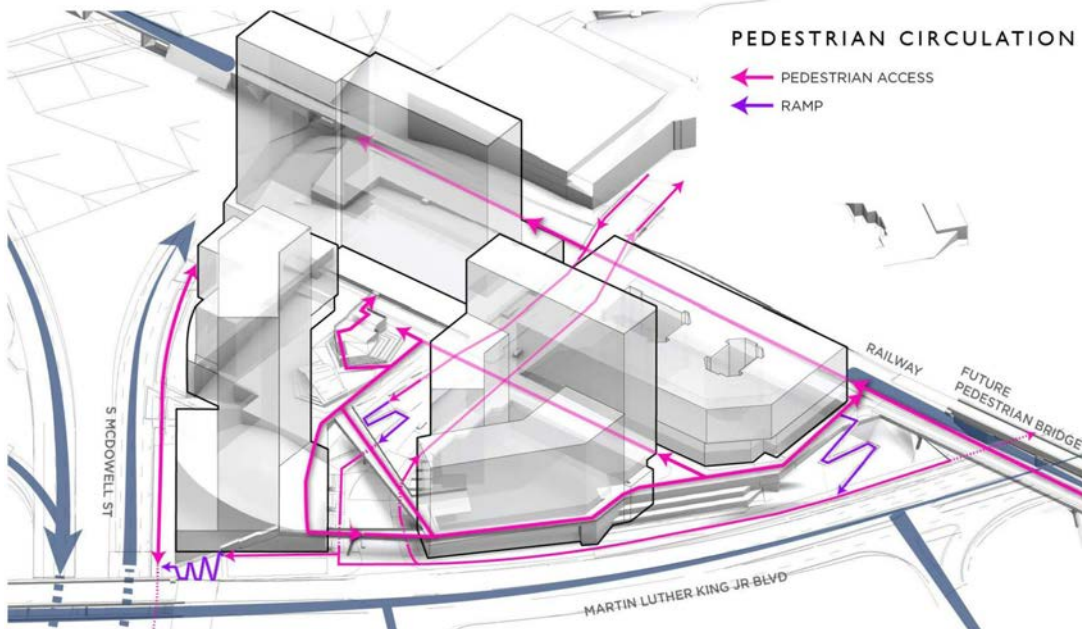 PEDESTRIAN CIRCULATION
PEDESTRIAN ACCESS
RAMP
S MCDOWELL ST
RAILWAY
FUTURE
PEDESTRIAN BRIDGE
MARTIN LUTHER KING JR BLVD